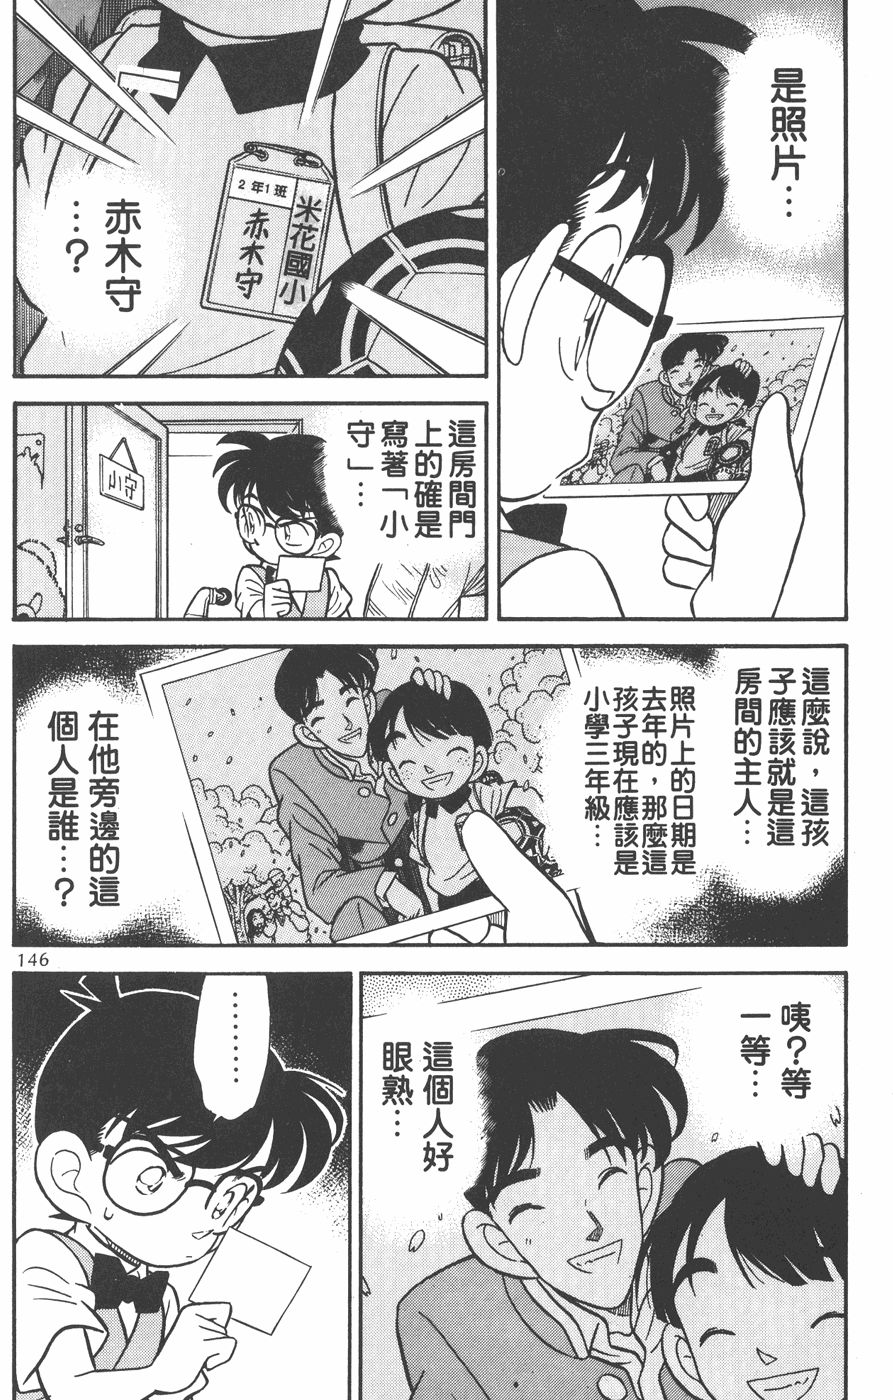 是照片…
米花國小
2年1班
赤木守
赤木守
…？
這房間門
上的確是
寫著「小
守」…
小守
這麼說，這孩
子應該就是這
房間的主人…
照片上的日期是
去年的，那麼這
孩子現在應該是
小學三年級…
在他旁邊的這
個人是誰…？
146
咦？等
一等…
這個人好
眼熟…
………